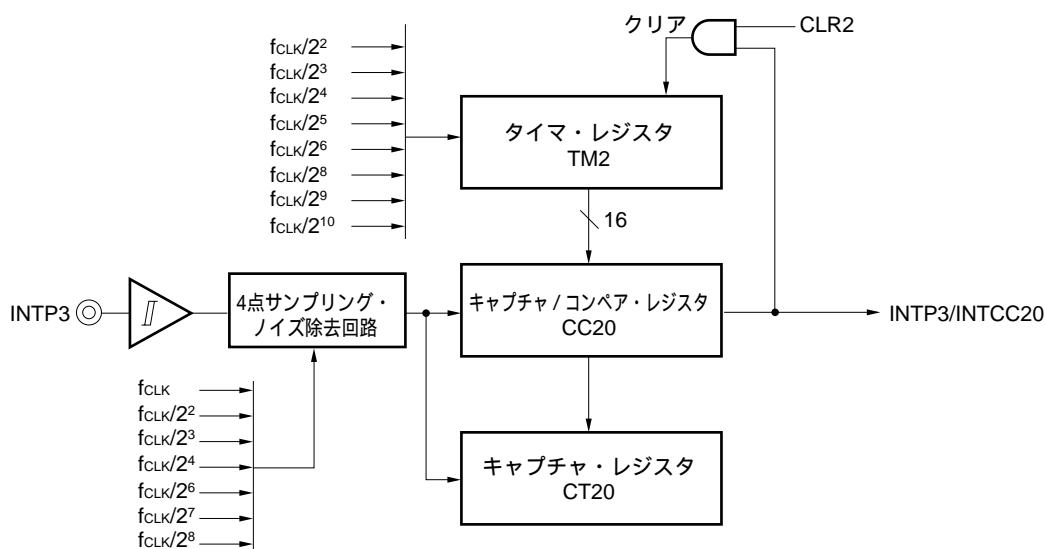 クリア
CLR2
fCLK/2²
fCLK/2³
fCLK/2⁴
fCLK/2⁵
fCLK/2⁶
fCLK/2⁸
fCLK/2⁹
fCLK/2¹⁰
タイマ・レジスタ
TM2
16
INTP3
4点サンプリング・
ノイズ除去回路
キャプチャ / コンペア・レジスタ
CC20
INTP3/INTCC20
fCLK
fCLK/2²
fCLK/2³
fCLK/2⁴
fCLK/2⁶
fCLK/2⁷
fCLK/2⁸
キャプチャ・レジスタ
CT20